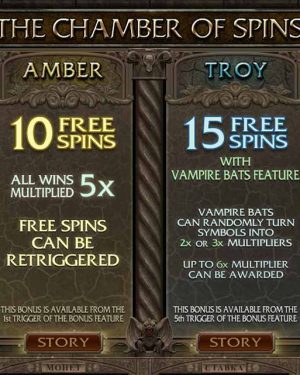 THE CHAMBER OF SPINS
AMBER
10 FREE
SPINS
ALL WINS
MULTIPLIED 5x
FREE SPINS
CAN BE
RETRIGGERED
THIS BONUS IS AVAILABLE FROM THE
1st TRIGGER OF THE BONUS FEATURE
STORY
TROY
15 FREE
SPINS
WITH
VAMPIRE BATS FEATURE
VAMPIRE BATS
CAN RANDOMLY TURN
SYMBOLS INTO
2x OR 3x MULTIPLIERS
UP TO 6x MULTIPLIER
CAN BE AWARDED
THIS BONUS IS AVAILABLE FROM THE
5th TRIGGER OF THE BONUS FEATURE
STORY
МОНЕТ
СТАВКА